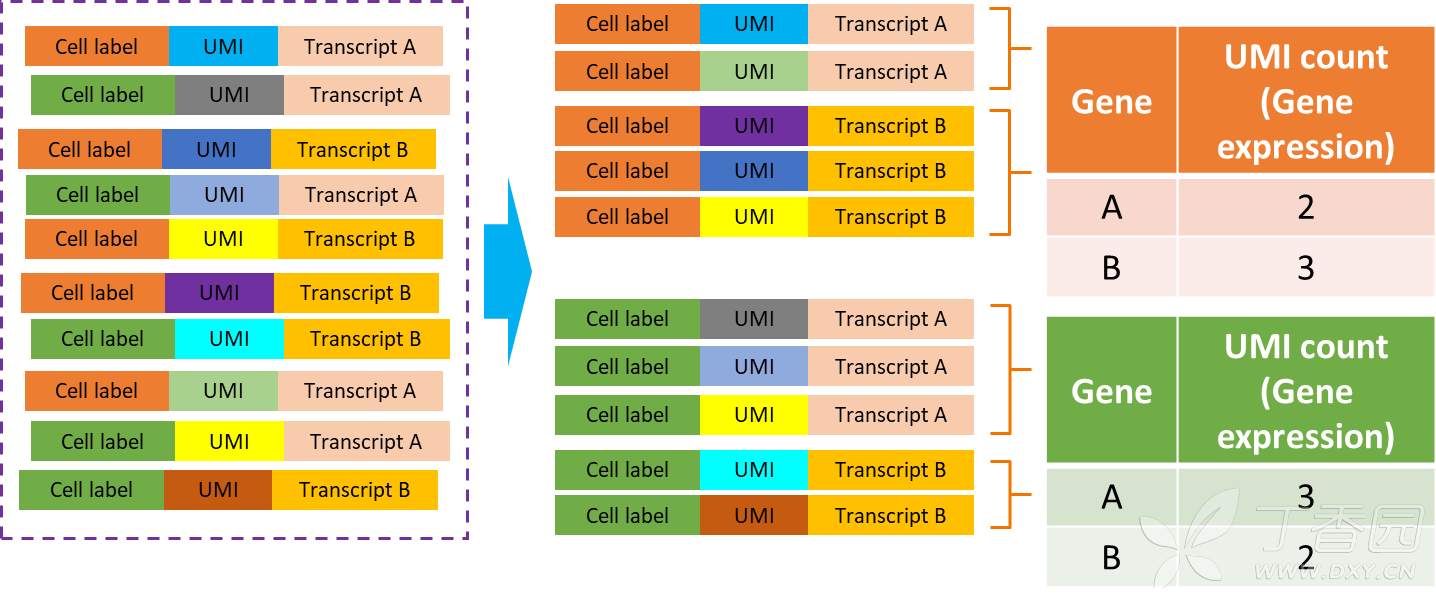 Cell label UMI Transcript A
Cell label UMI Transcript A
Cell label UMI Transcript B
Cell label UMI Transcript A
Cell label UMI Transcript B
Cell label UMI Transcript B
Cell label UMI Transcript B
Cell label UMI Transcript A
Cell label UMI Transcript A
Cell label UMI Transcript B
Cell label UMI Transcript A
Cell label UMI Transcript A
Cell label UMI Transcript B
Cell label UMI Transcript B
Cell label UMI Transcript B
Cell label UMI Transcript A
Cell label UMI Transcript A
Cell label UMI Transcript A
Cell label UMI Transcript B
Cell label UMI Transcript B
Gene
UMI count
(Gene
expression)
A 2
B 3
Gene
UMI count
(Gene
expression)
A 3
B 2
丁香园
WWW.DXY.CN